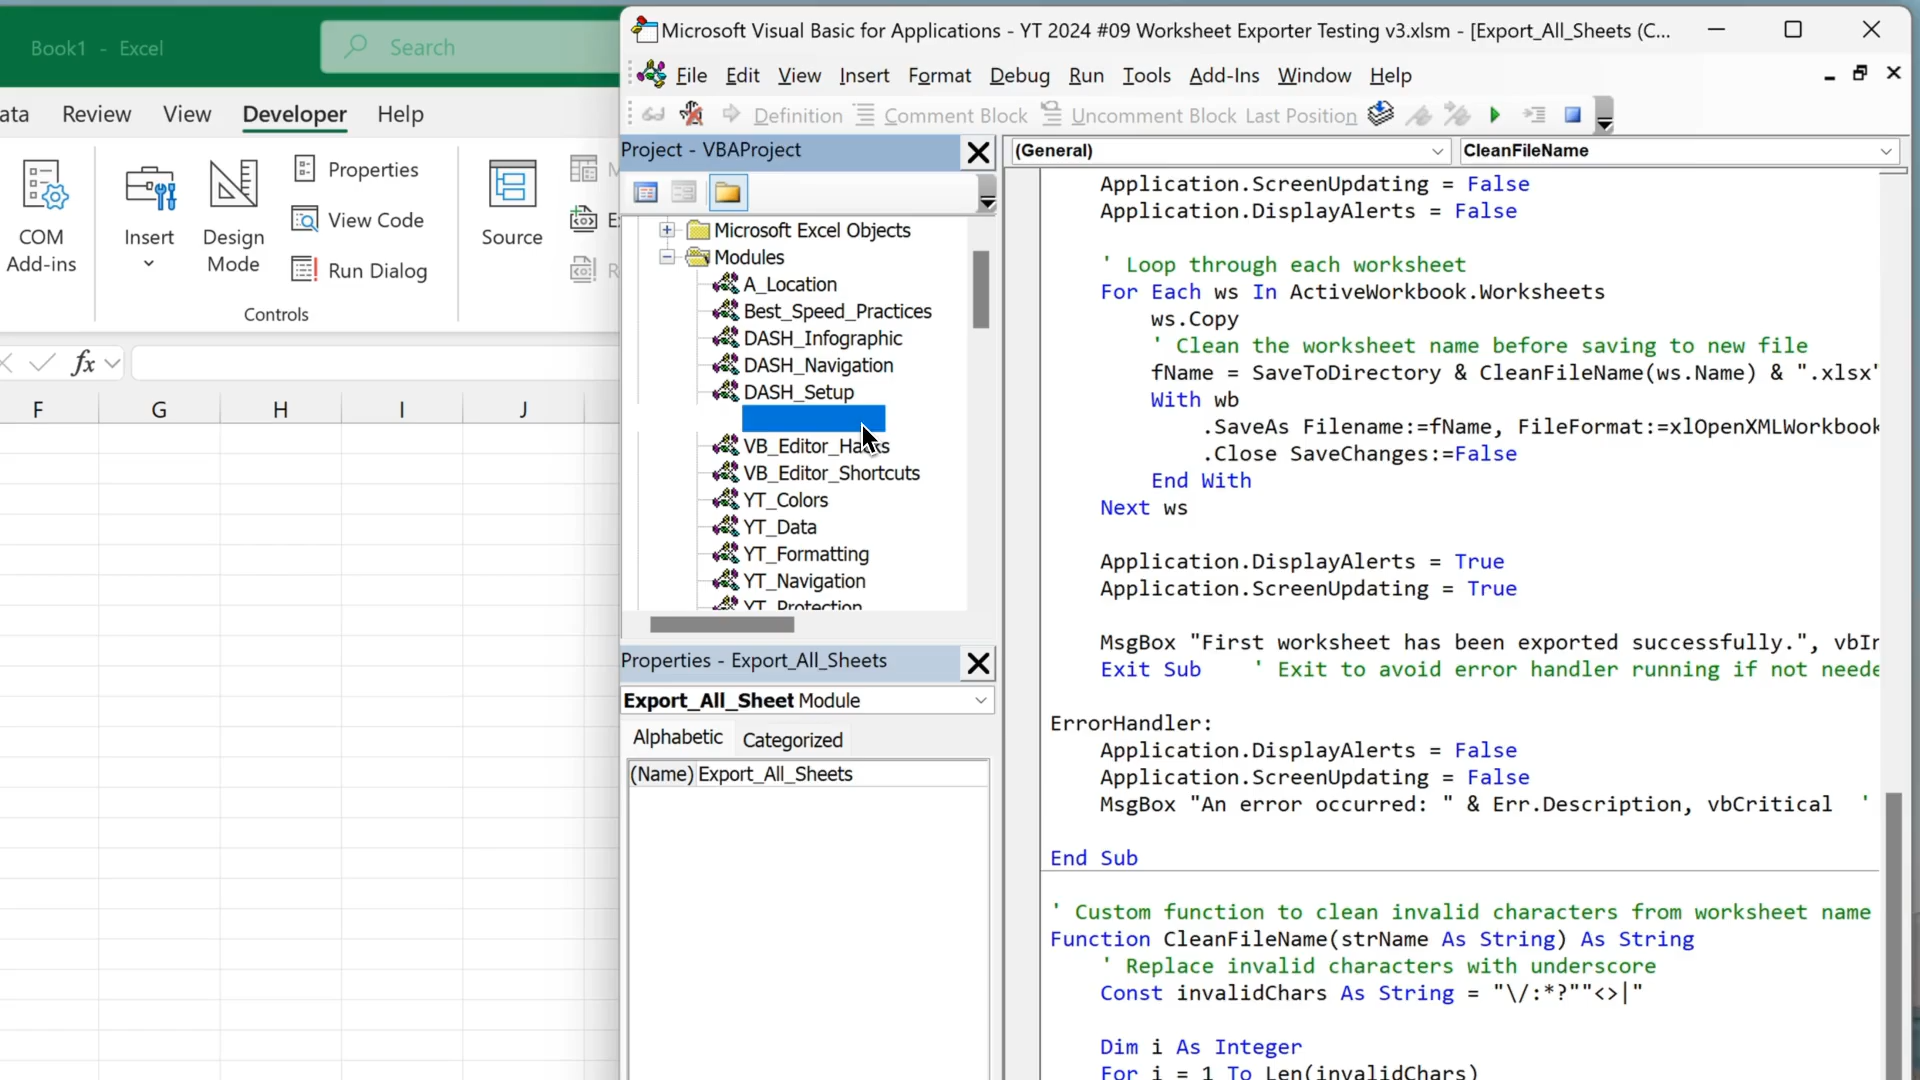 Book1 - Excel
Search
ata Review View Developer Help
COM Add-ins
Insert
Design Mode
Properties
View Code
Run Dialog
Controls
Source
fx
F G H I J
Microsoft Visual Basic for Applications - YT 2024 #09 Worksheet Exporter Testing v3.xlsm - [Export_All_Sheets (C...
File Edit View Insert Format Debug Run Tools Add-Ins Window Help
Definition Comment Block Uncomment Block Last Position
Project - VBAProject
Microsoft Excel Objects
Modules
A_Location
Best_Speed_Practices
DASH_Infographic
DASH_Navigation
DASH_Setup
VB_Editor_Hacks
VB_Editor_Shortcuts
YT_Colors
YT_Data
YT_Formatting
YT_Navigation
YT_Protection
Properties - Export_All_Sheets
Export_All_Sheet Module
Alphabetic Categorized
(Name) Export_All_Sheets
(General) CleanFileName
Application.ScreenUpdating = False
Application.DisplayAlerts = False
' Loop through each worksheet
For Each ws In ActiveWorkbook.Worksheets
ws.Copy
' Clean the worksheet name before saving to new file
fName = SaveToDirectory & CleanFileName(ws.Name) & ".xlsx"
With wb
.SaveAs Filename:=fName, FileFormat:=xlOpenXMLWorkbook
.Close SaveChanges:=False
End With
Next ws
Application.DisplayAlerts = True
Application.ScreenUpdating = True
MsgBox "First worksheet has been exported successfully.", vbIn
Exit Sub ' Exit to avoid error handler running if not neede
ErrorHandler:
Application.DisplayAlerts = False
Application.ScreenUpdating = False
MsgBox "An error occurred: " & Err.Description, vbCritical '
End Sub
' Custom function to clean invalid characters from worksheet name
Function CleanFileName(strName As String) As String
' Replace invalid characters with underscore
Const invalidChars As String = "\/:*?""<>|"
Dim i As Integer
For i = 1 To Len(invalidChars)